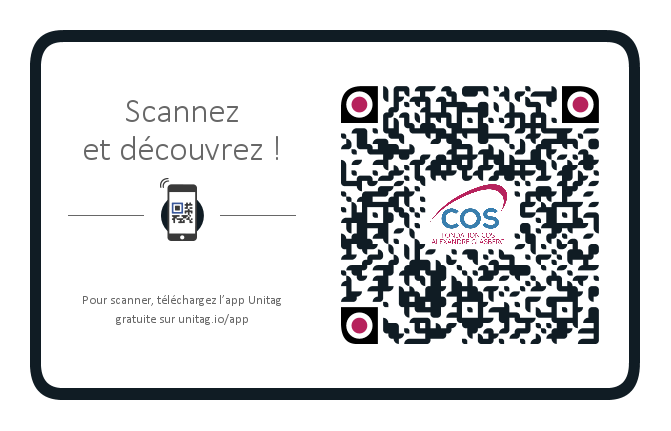 Scannez
et découvrez !
Pour scanner, téléchargez l'app Unitag
gratuite sur unitag.io/app
COS
FONDATION COS
ALEXANDRE GLASBERG